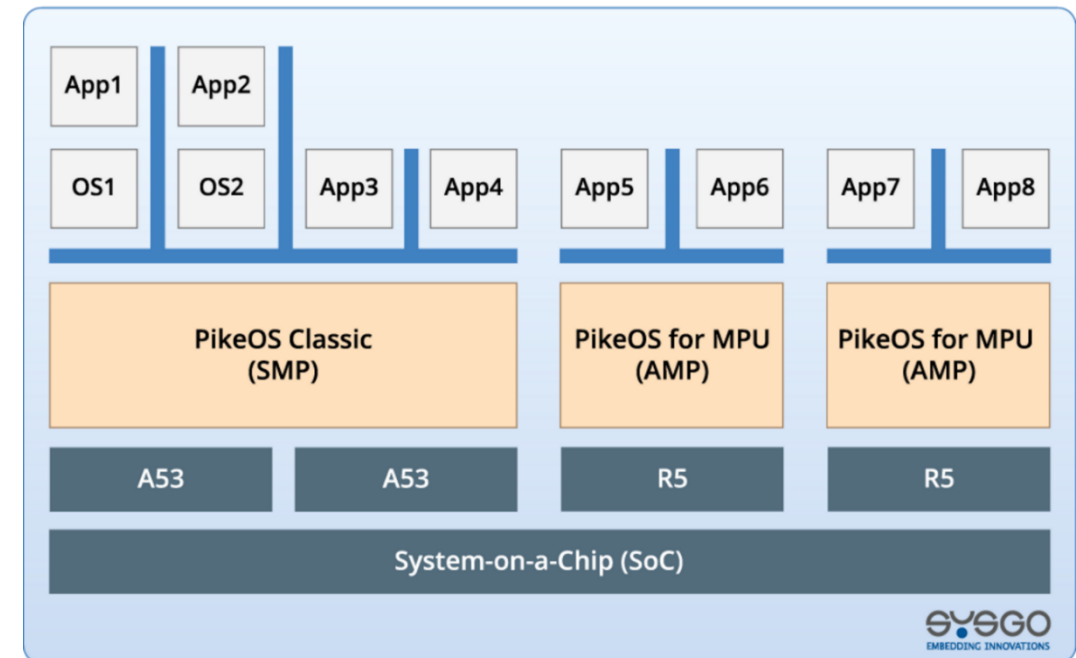 App1
App2
OS1
OS2
App3
App4
App5
App6
App7
App8
PikeOS Classic
(SMP)
PikeOS for MPU
(AMP)
PikeOS for MPU
(AMP)
A53
A53
R5
R5
System-on-a-Chip (SoC)
SYSGO
EMBEDDING INNOVATIONS